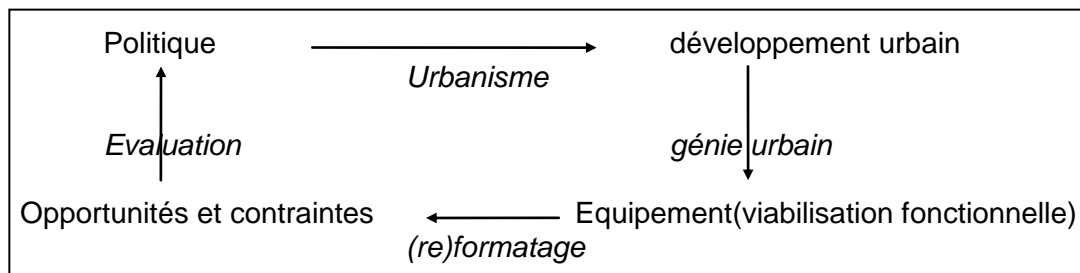 Politique développement urbain
Urbanisme
Evaluation génie urbain
Opportunités et contraintes Equipement(viabilisation fonctionnelle)
(re)formatage